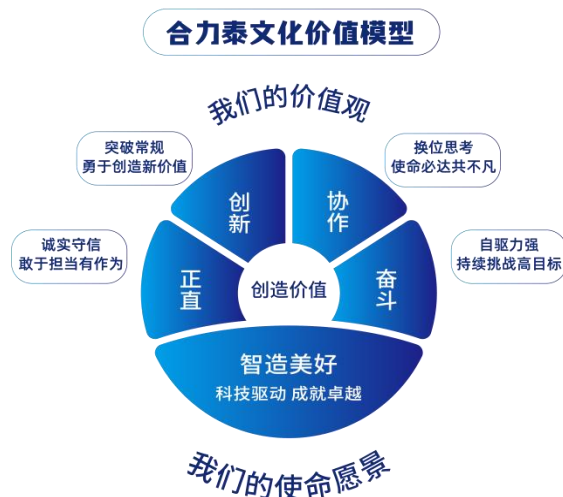 合力泰文化价值模型
我们的价值观
突破常规
勇于创造新价值
换位思考
使命必达共不凡
创新
协作
诚实守信
敢于担当有作为
自驱力强
持续挑战高目标
正直
创造价值
奋斗
智造美好
科技驱动 成就卓越
我们的使命愿景